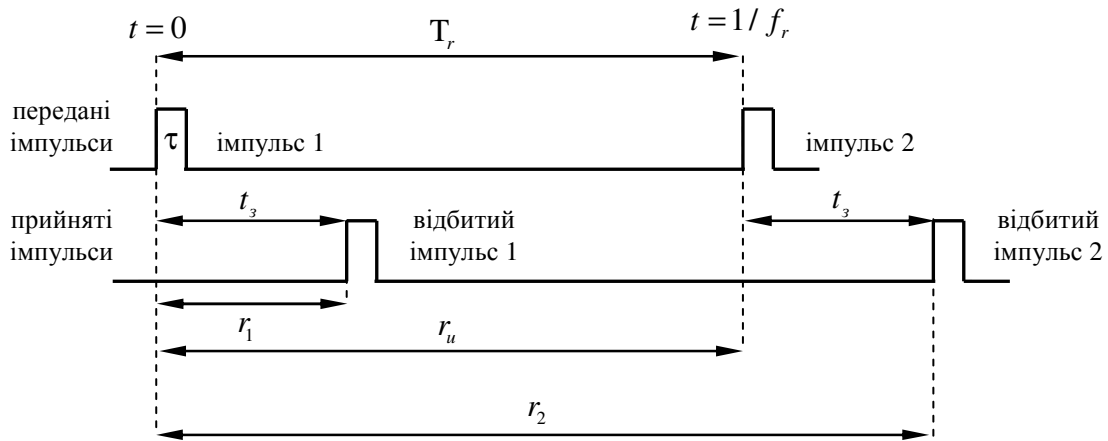 t = 0
T_r
t = 1 / f_r
передані
імпульси
τ
імпульс 1
імпульс 2
прийняті
імпульси
t_з
відбитий
імпульс 1
t_з
відбитий
імпульс 2
r_1
r_u
r_2